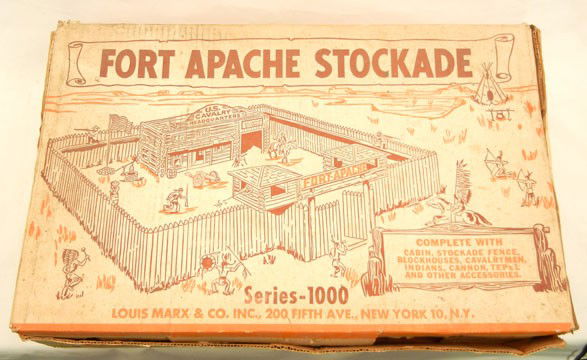 FORT APACHE STOCKADE
U.S.
CAVALRY
HEADQUARTERS
FORT APACHE
COMPLETE WITH
CABIN, STOCKADE FENCE,
BLOCKHOUSES, CAVALRYMEN,
INDIANS, CANNON, TEPEE
AND OTHER ACCESSORIES.
Series-1000
LOUIS MARX & CO. INC., 200 FIFTH AVE., NEW YORK 10, N.Y.